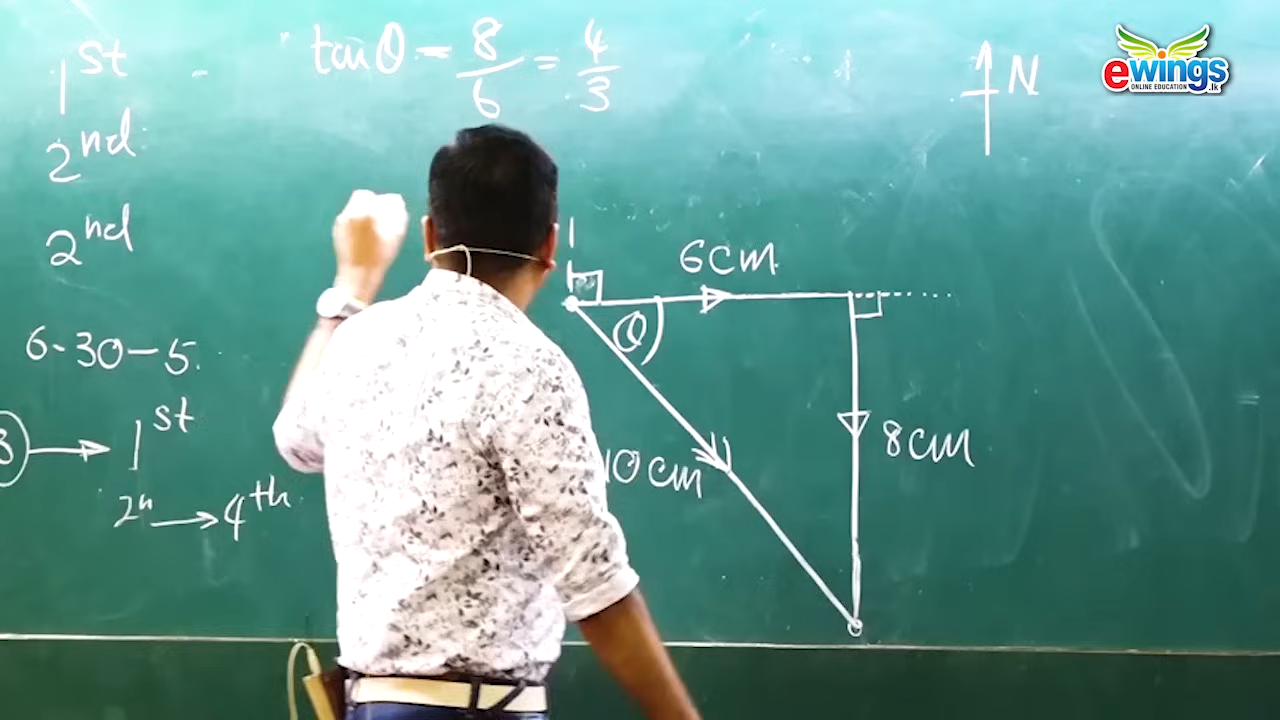 1st
2nd
2nd
6.30-5.
8 → 1st
2n → 4th
tanθ = 8/6 = 4/3
N
6cm
θ
10cm
8cm
ewings.lk
ONLINE EDUCATION